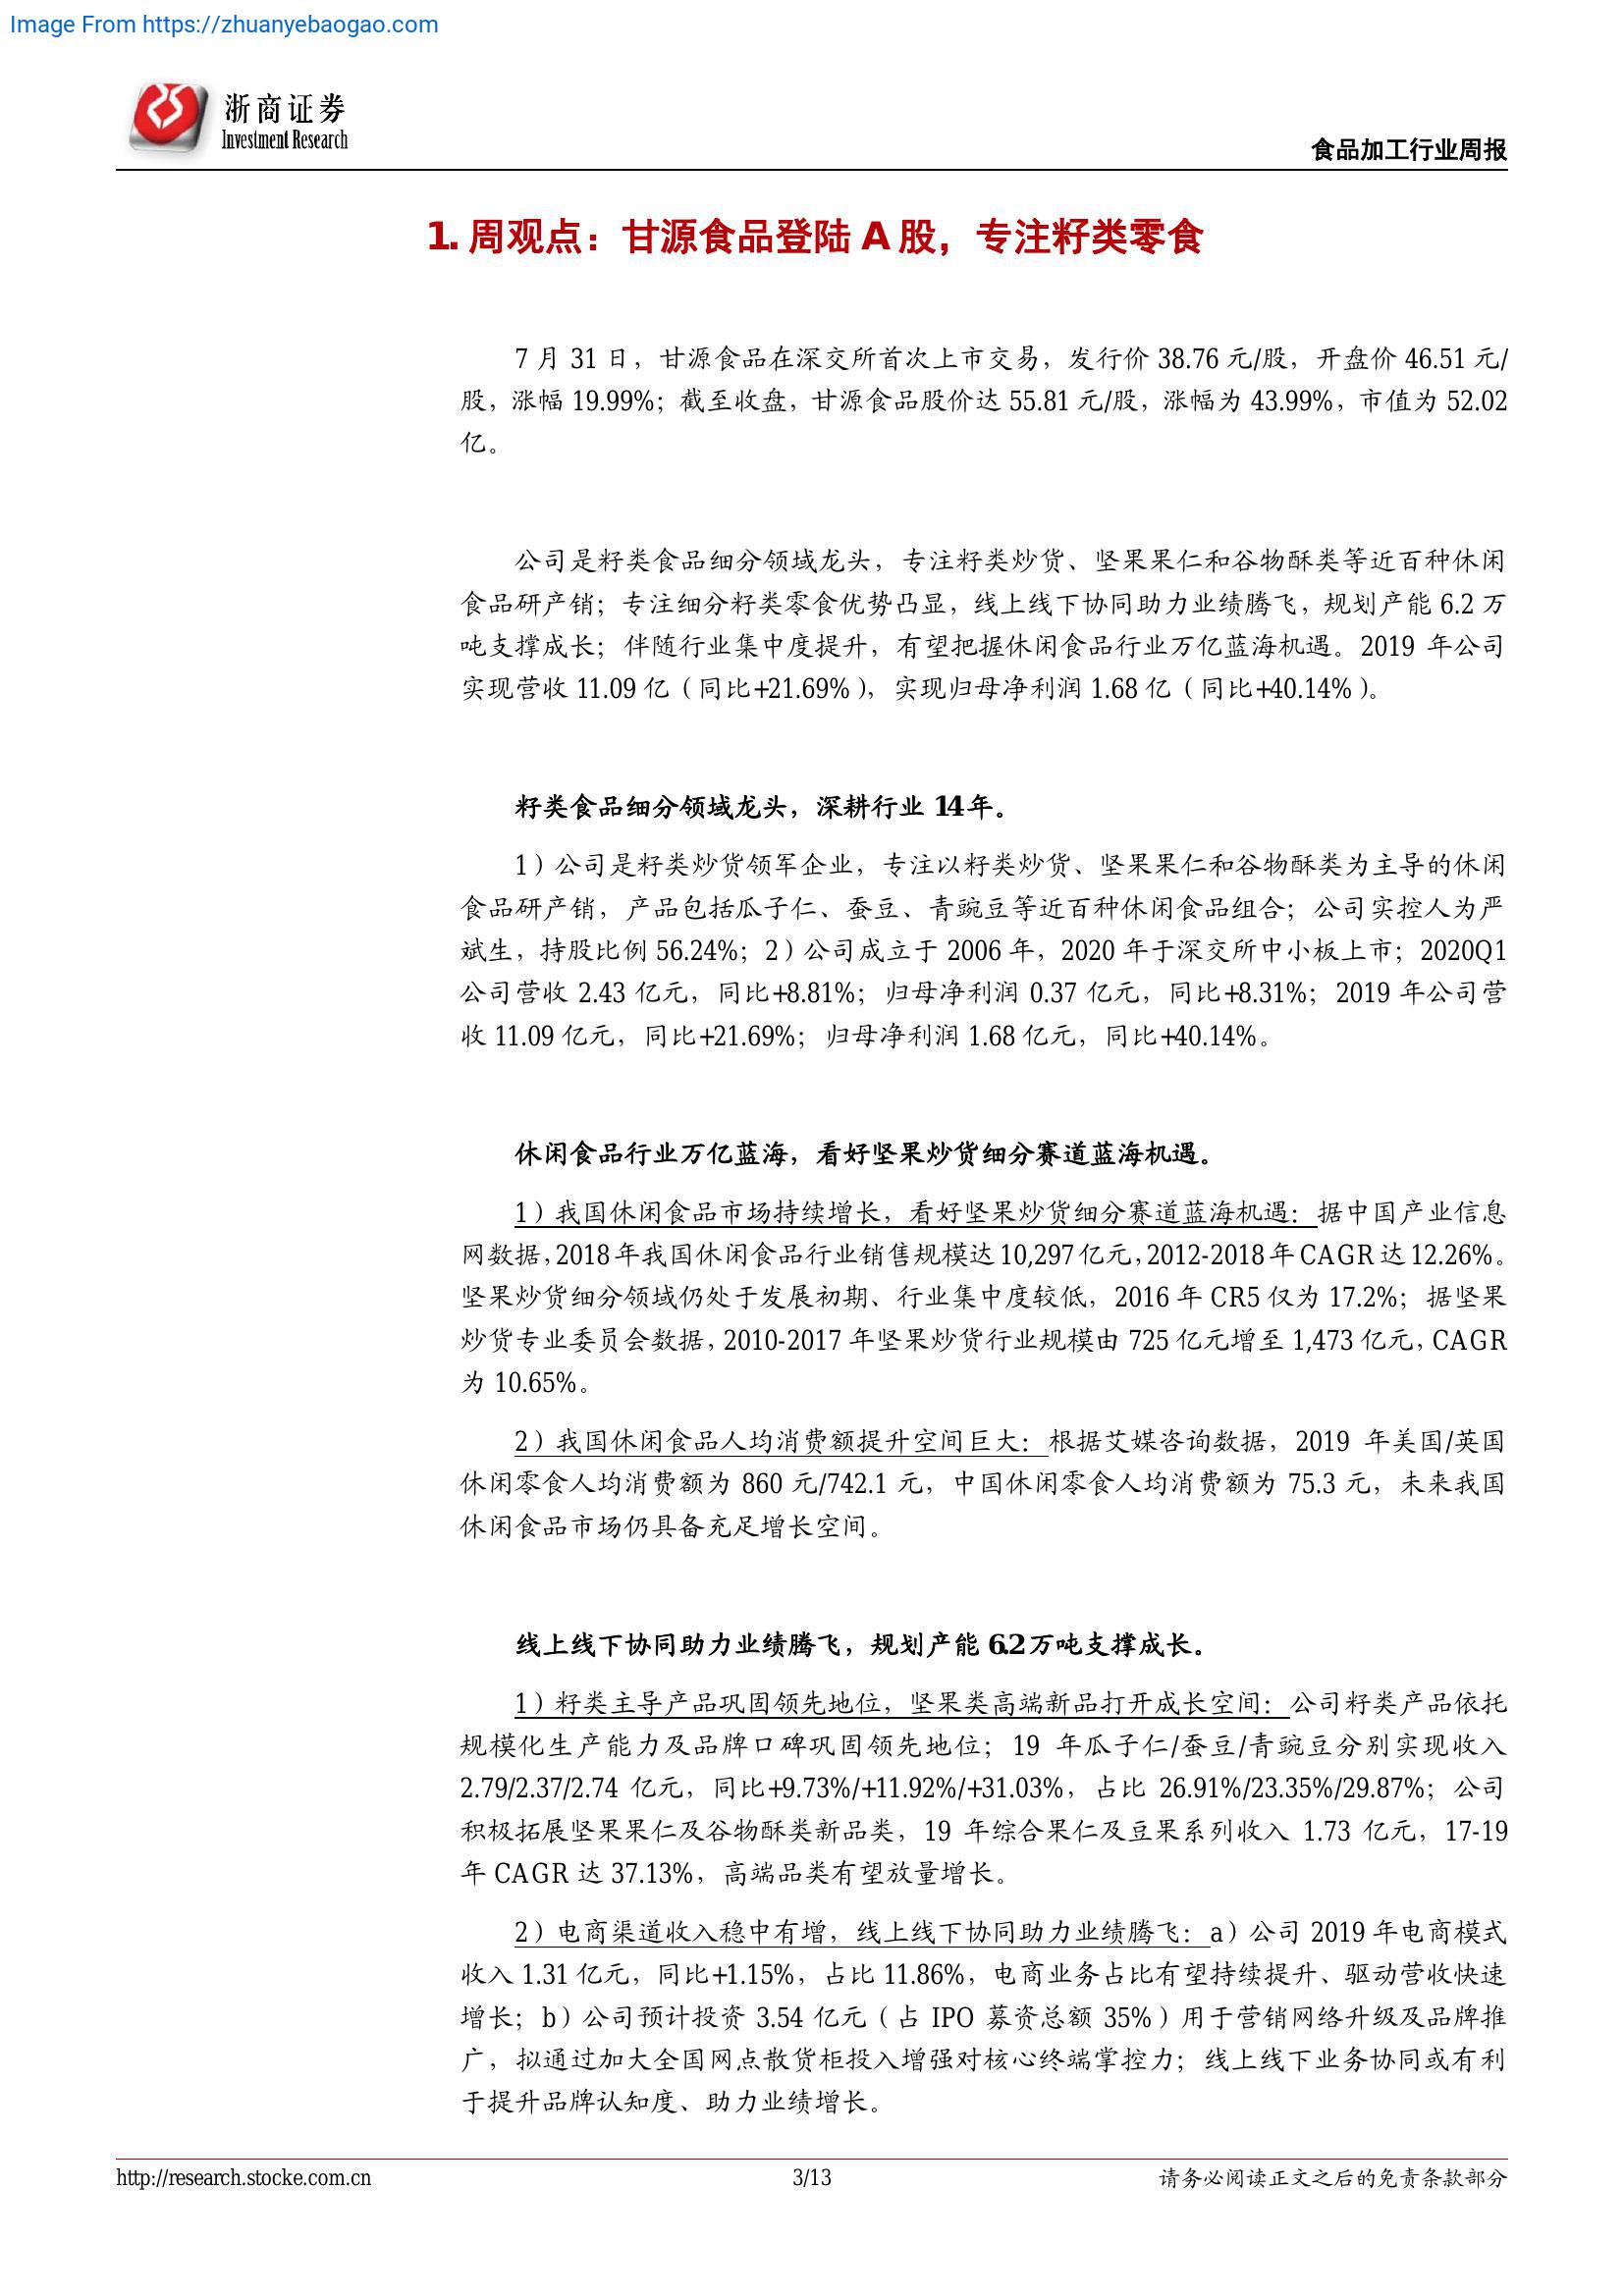 Image From https://zhuanyebaogao.com
浙商证券
Investment Research
食品加工行业周报
1. 周观点：甘源食品登陆 A 股，专注籽类零食
7 月 31 日，甘源食品在深交所首次上市交易，发行价 38.76 元/股，开盘价 46.51 元/
股，涨幅 19.99%；截至收盘，甘源食品股价达 55.81 元/股，涨幅为 43.99%，市值为 52.02
亿。
公司是籽类食品细分领域龙头，专注籽类炒货、坚果果仁和谷物酥类等近百种休闲
食品研产销；专注细分籽类零食优势凸显，线上线下协同助力业绩腾飞，规划产能 6.2 万
吨支撑成长；伴随行业集中度提升，有望把握休闲食品行业万亿蓝海机遇。2019 年公司
实现营收 11.09 亿（同比+21.69%），实现归母净利润 1.68 亿（同比+40.14%）。
籽类食品细分领域龙头，深耕行业 14 年。
1）公司是籽类炒货领军企业，专注以籽类炒货、坚果果仁和谷物酥类为主导的休闲
食品研产销，产品包括瓜子仁、蚕豆、青豌豆等近百种休闲食品组合；公司实控人为严
斌生，持股比例 56.24%；2）公司成立于 2006 年，2020 年于深交所中小板上市；2020Q1
公司营收 2.43 亿元，同比+8.81%；归母净利润 0.37 亿元，同比+8.31%；2019 年公司营
收 11.09 亿元，同比+21.69%；归母净利润 1.68 亿元，同比+40.14%。
休闲食品行业万亿蓝海，看好坚果炒货细分赛道蓝海机遇。
1）我国休闲食品市场持续增长，看好坚果炒货细分赛道蓝海机遇：据中国产业信息
网数据，2018 年我国休闲食品行业销售规模达 10,297 亿元，2012-2018 年 CAGR 达 12.26%。
坚果炒货细分领域仍处于发展初期、行业集中度较低，2016 年 CR5 仅为 17.2%；据坚果
炒货专业委员会数据，2010-2017 年坚果炒货行业规模由 725 亿元增至 1,473 亿元，CAGR
为 10.65%。
2）我国休闲食品人均消费额提升空间巨大：根据艾媒咨询数据，2019 年美国/英国
休闲零食人均消费额为 860 元/742.1 元，中国休闲零食人均消费额为 75.3 元，未来我国
休闲食品市场仍具备充足增长空间。
线上线下协同助力业绩腾飞，规划产能 6.2 万吨支撑成长。
1）籽类主导产品巩固领先地位，坚果类高端新品打开成长空间：公司籽类产品依托
规模化生产能力及品牌口碑巩固领先地位；19 年瓜子仁/蚕豆/青豌豆分别实现收入
2.79/2.37/2.74 亿元，同比+9.73%/+11.92%/+31.03%，占比 26.91%/23.35%/29.87%；公司
积极拓展坚果果仁及谷物酥类新品类，19 年综合果仁及豆果系列收入 1.73 亿元，17-19
年 CAGR 达 37.13%，高端品类有望放量增长。
2）电商渠道收入稳中有增，线上线下协同助力业绩腾飞：a）公司 2019 年电商模式
收入 1.31 亿元，同比+1.15%，占比 11.86%，电商业务占比有望持续提升、驱动营收快速
增长；b）公司预计投资 3.54 亿元（占 IPO 募资总额 35%）用于营销网络升级及品牌推
广，拟通过加大全国网点散货柜投入增强对核心终端掌控力；线上线下业务协同或有利
于提升品牌认知度、助力业绩增长。
http://research.stocke.com.cn
3/13
请务必阅读正文之后的免责条款部分